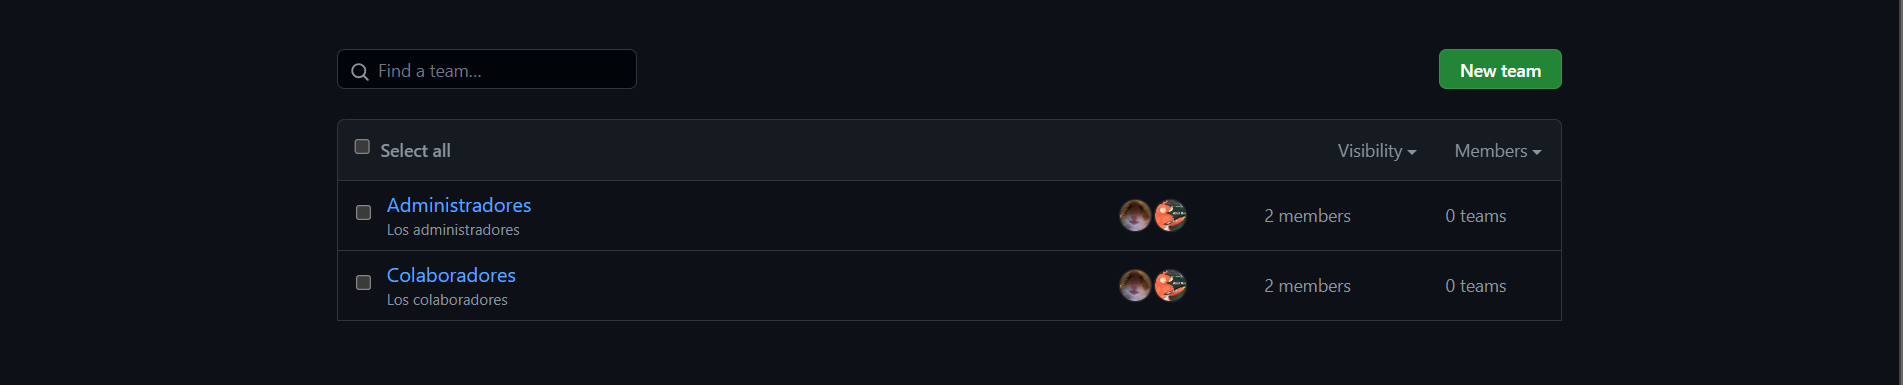 Find a team...
New team
Select all
Visibility
Members
Administradores
Los administradores
2 members
0 teams
Colaboradores
Los colaboradores
2 members
0 teams